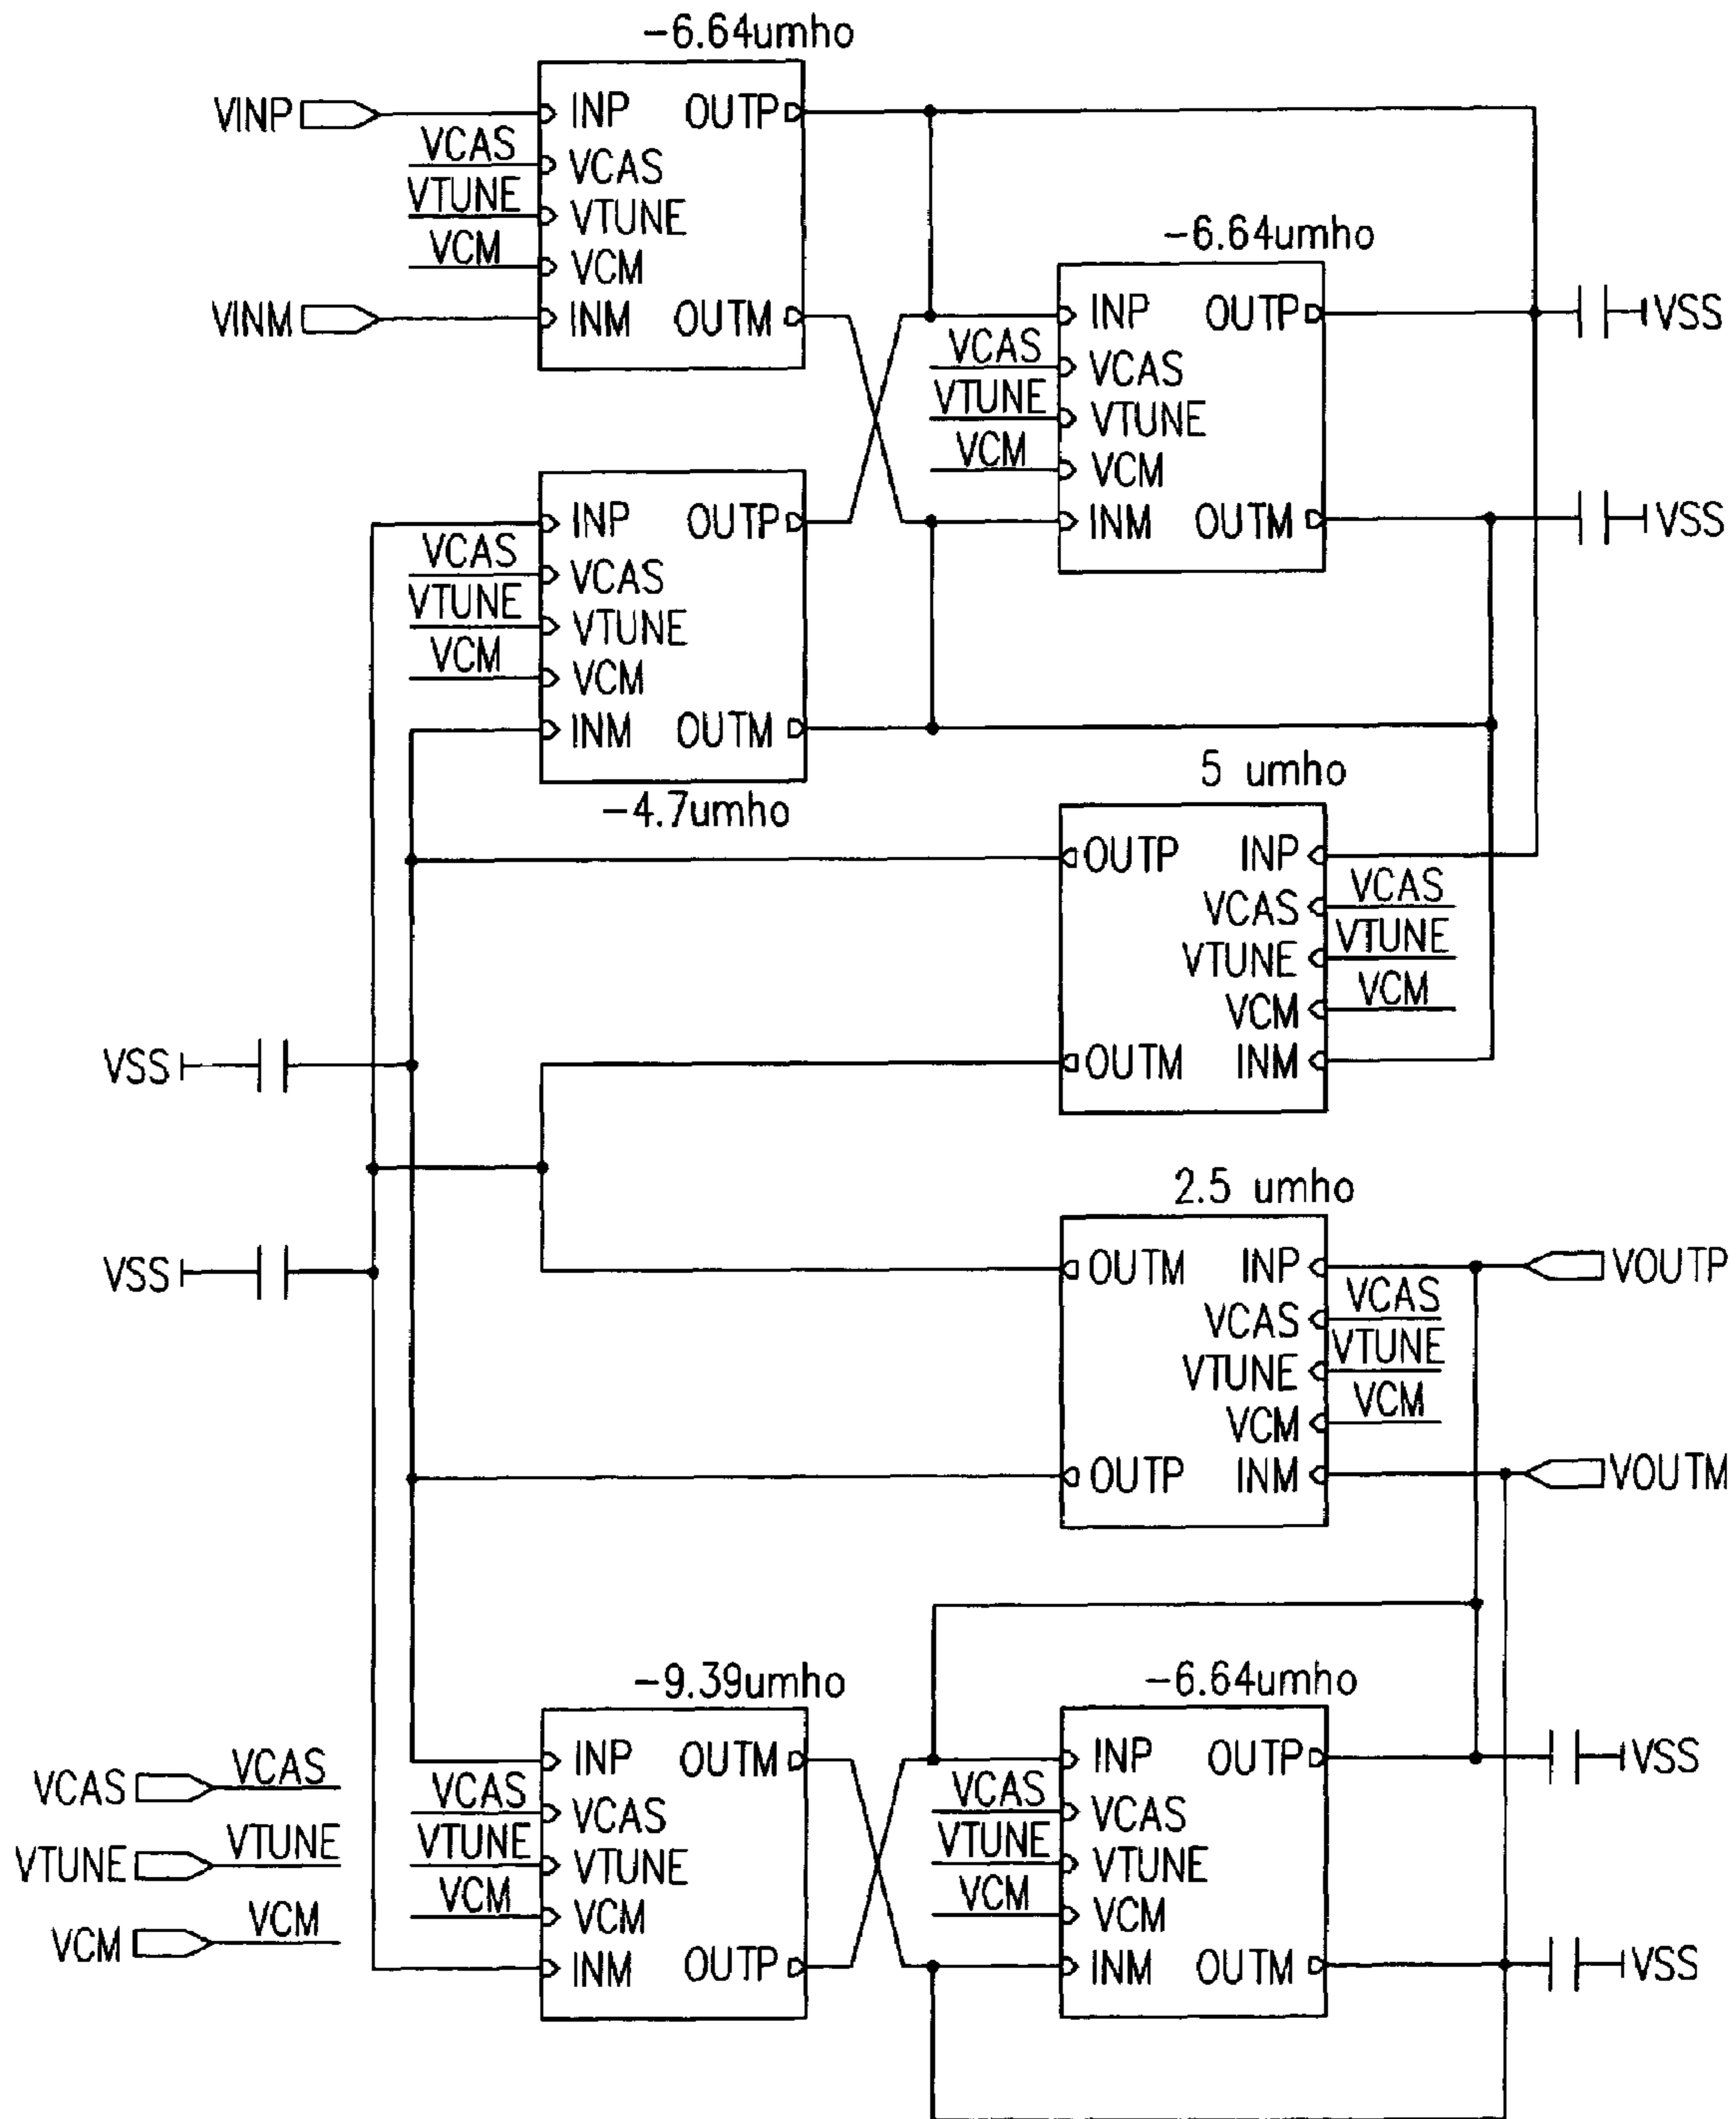 -6.64umho
VINP
INP OUTP
VCAS
VCAS
VTUNE
VTUNE
VCM
VCM
VINM
INM OUTM
-6.64umho
INP OUTP
VSS
VCAS
VCAS
VTUNE
VTUNE
VCM
VCM
INM OUTM
VSS
INP OUTP
VCAS
VCAS
VTUNE
VTUNE
VCM
VCM
INM OUTM
-4.7umho
5 umho
OUTP INP
VCAS
VCAS
VTUNE
VTUNE
VCM
VCM
OUTM INM
VSS
VSS
2.5 umho
OUTM INP
VOUTP
VCAS
VCAS
VTUNE
VTUNE
VCM
VCM
OUTP INM
VOUTM
-9.39umho
INP OUTM
VCAS
VCAS
VTUNE
VTUNE
VCM
VCM
INM OUTP
-6.64umho
INP OUTP
VSS
VCAS
VCAS
VTUNE
VTUNE
VCM
VCM
INM OUTM
VSS
VCAS VCAS
VTUNE VTUNE
VCM VCM